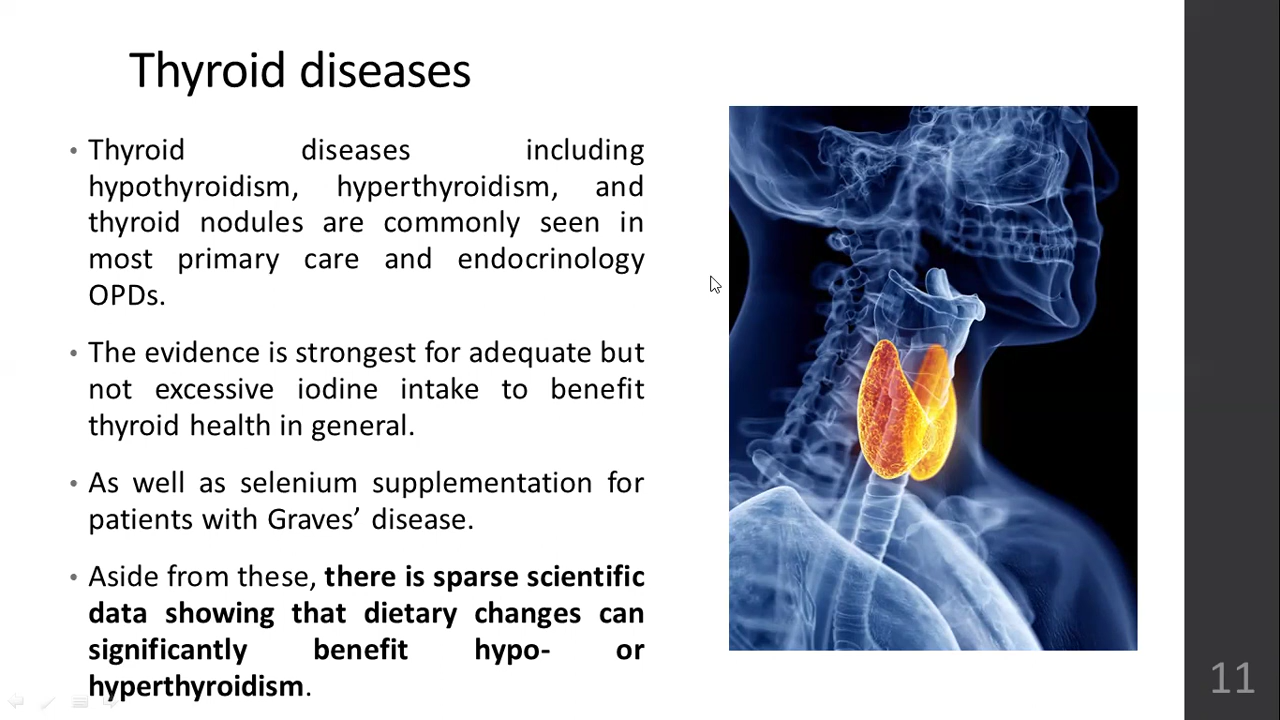 Thyroid diseases
• Thyroid diseases including
hypothyroidism, hyperthyroidism, and
thyroid nodules are commonly seen in
most primary care and endocrinology
OPDs.
• The evidence is strongest for adequate but
not excessive iodine intake to benefit
thyroid health in general.
• As well as selenium supplementation for
patients with Graves’ disease.
• Aside from these, there is sparse scientific
data showing that dietary changes can
significantly benefit hypo- or
hyperthyroidism.
11